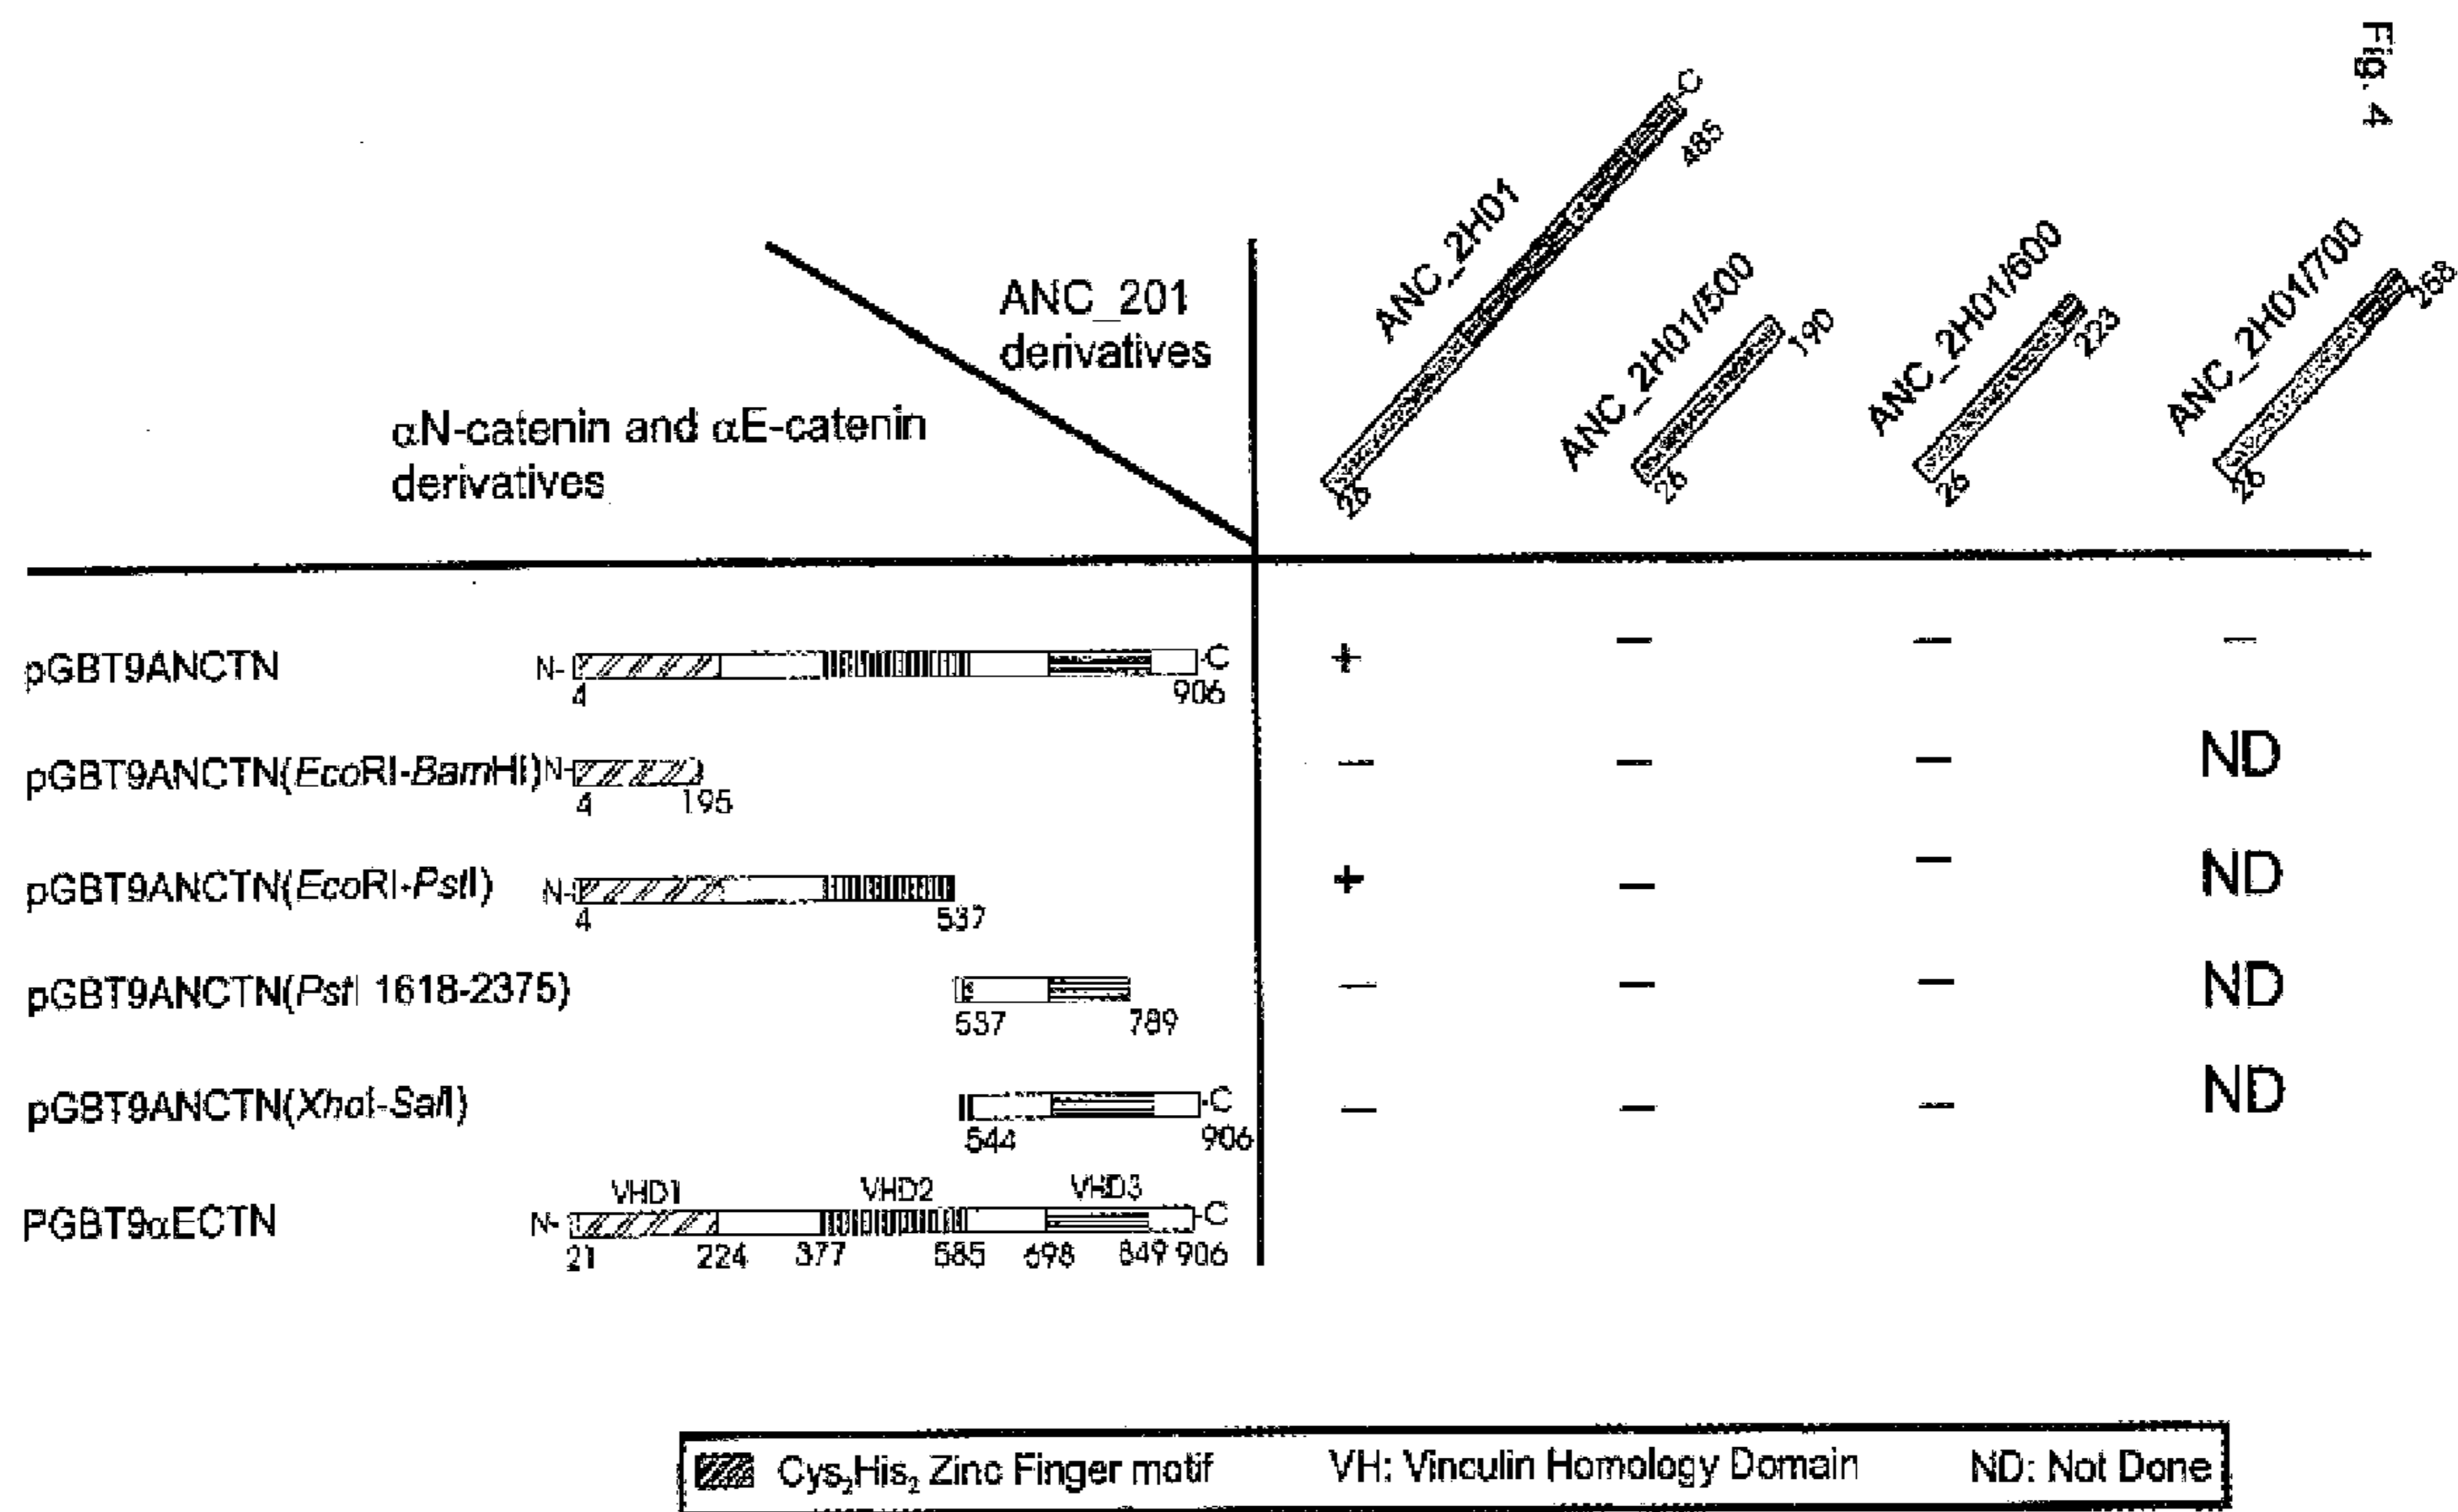 Fig. 4
ANC_201
derivatives
αN-catenin and αE-catenin
derivatives
ANC_2H01
-C
485
26
ANC_2H01/500
190
26
ANC_2H01/600
223
26
ANC_2H01/700
268
26
pGBT9ANCTN N- -C + — — —
4 906
pGBT9ANCTN(EcoRI-BamHI) N- — — — ND
4 195
pGBT9ANCTN(EcoRI-PstI) N- + — — ND
4 537
pGBT9ANCTN(PstI 1618-2375) — — — ND
537 789
pGBT9ANCTN(XhoI-SalI) -C — — — ND
544 906
VHD1 VHD2 VHD3
PGBT9αECTN N- -C
21 224 377 585 698 849 906
Cys₂His₂ Zinc Finger motif VH: Vinculin Homology Domain ND: Not Done